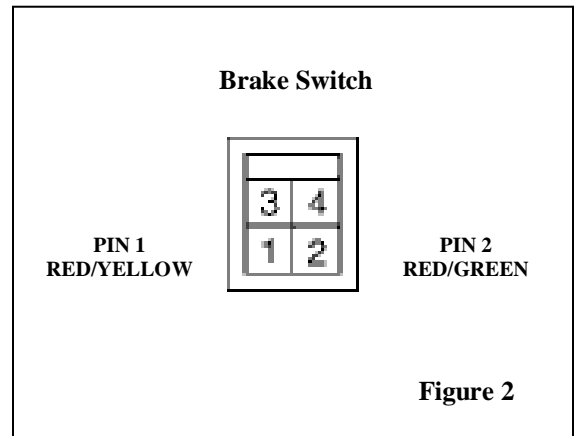 Brake Switch
3 4
1 2
PIN 1
RED/YELLOW
PIN 2
RED/GREEN
Figure 2